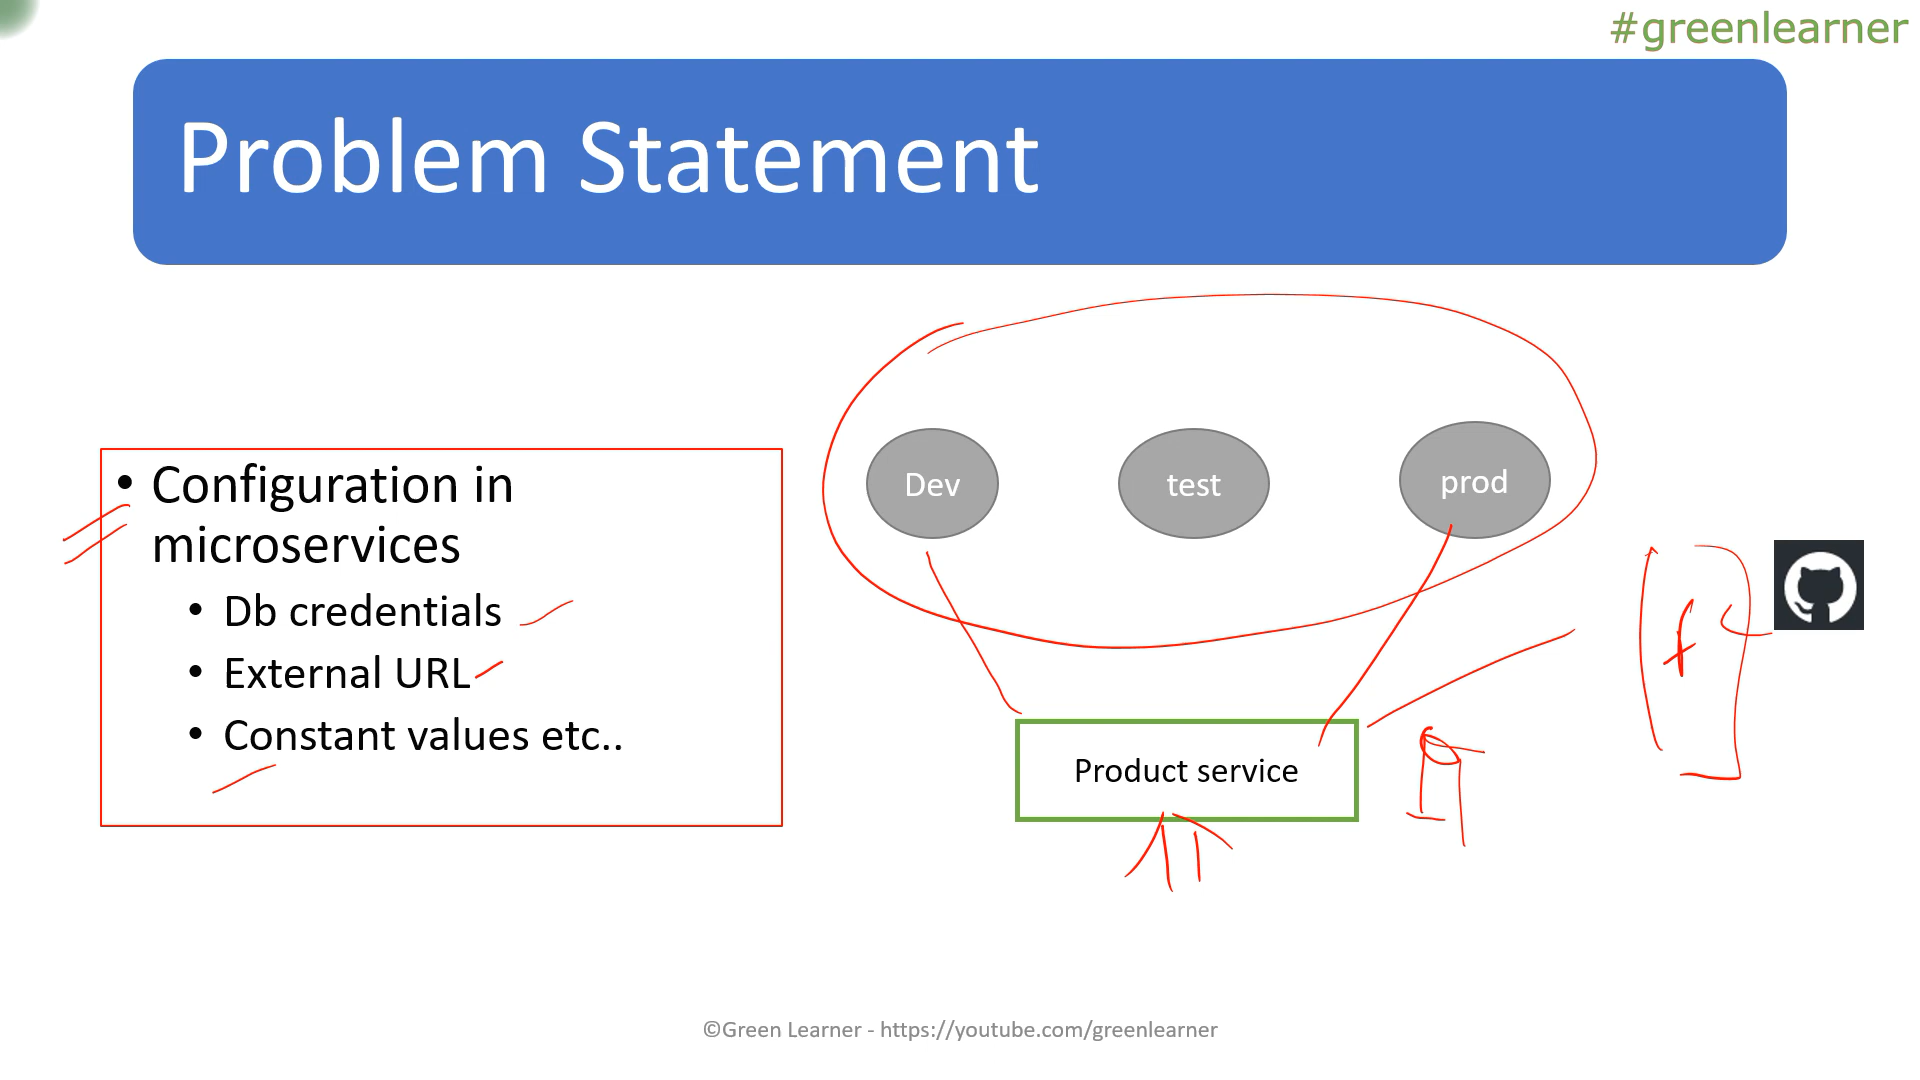 #greenlearner
Problem Statement
• Configuration in
microservices
• Db credentials
• External URL
• Constant values etc..
Dev
test
prod
Product service
©Green Learner - https://youtube.com/greenlearner